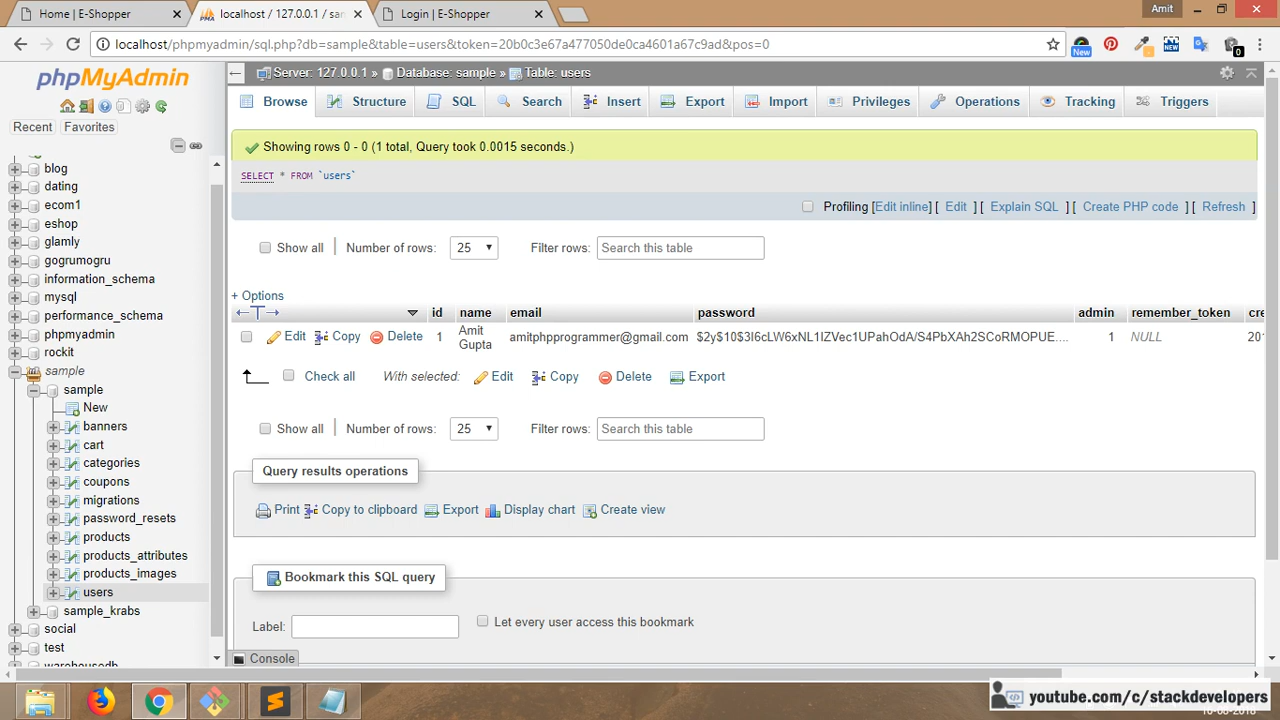 Home | E-Shopper
localhost / 127.0.0.1 / sam
Login | E-Shopper
Amit
localhost/phpmyadmin/sql.php?db=sample&table=users&token=20b0c3e67a477050de0ca4601a67c9ad&pos=0
New
NEW
0
phpMyAdmin
Server: 127.0.0.1 » Database: sample » Table: users
Browse Structure SQL Search Insert Export Import Privileges Operations Tracking Triggers
Recent Favorites
Showing rows 0 - 0 (1 total, Query took 0.0015 seconds.)
SELECT * FROM `users`
Profiling [Edit inline] [ Edit ] [ Explain SQL ] [ Create PHP code ] [ Refresh ]
Show all | Number of rows: 25 Filter rows: Search this table
+ Options
id name email password admin remember_token cre
Edit Copy Delete 1 Amit Gupta amitphpprogrammer@gmail.com $2y$10$3I6cLW6xNL1IZVec1UPahOdA/S4PbXAh2SCoRMOPUE.... 1 NULL 201
Check all With selected: Edit Copy Delete Export
Show all | Number of rows: 25 Filter rows: Search this table
Query results operations
Print Copy to clipboard Export Display chart Create view
Bookmark this SQL query
Label: Let every user access this bookmark
Console
blog
dating
ecom1
eshop
glamly
gogrumogru
information_schema
mysql
performance_schema
phpmyadmin
rockit
sample
sample
New
banners
cart
categories
coupons
migrations
password_resets
products
products_attributes
products_images
users
sample_krabs
social
test
warehousedb
youtube.com/c/stackdevelopers